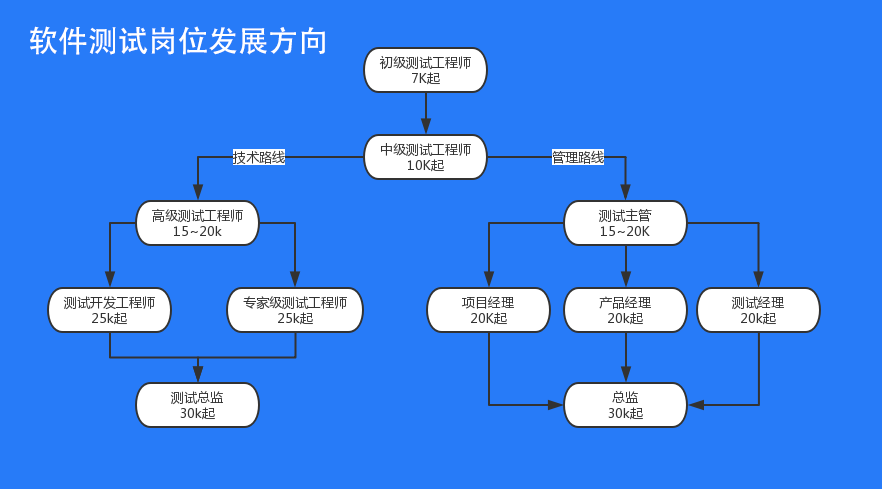 软件测试岗位发展方向
初级测试工程师
7K起
中级测试工程师
10K起
技术路线
管理路线
高级测试工程师
15~20k
测试主管
15~20K
测试开发工程师
25k起
专家级测试工程师
25k起
项目经理
20K起
产品经理
20k起
测试经理
20k起
测试总监
30k起
总监
30k起